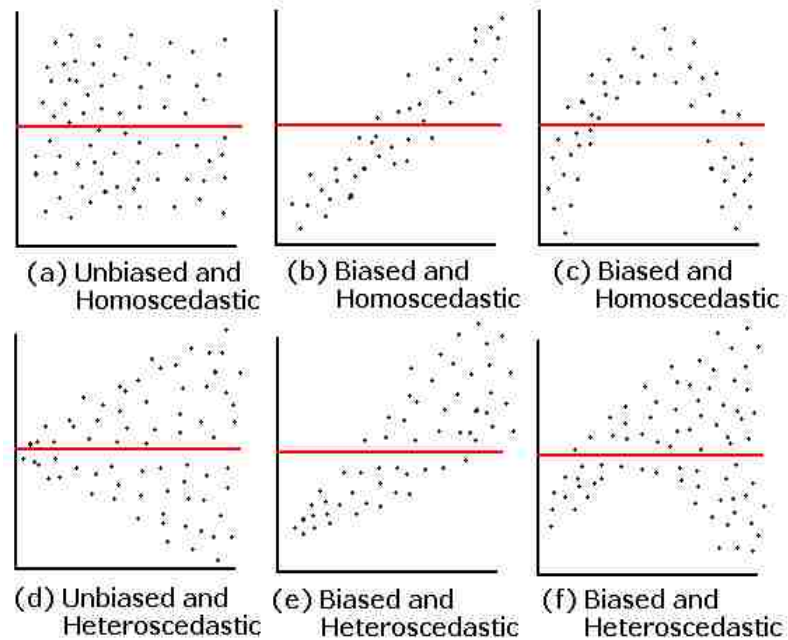 (a) Unbiased and
Homoscedastic
(b) Biased and
Homoscedastic
(c) Biased and
Homoscedastic
(d) Unbiased and
Heteroscedastic
(e) Biased and
Heteroscedastic
(f) Biased and
Heteroscedastic